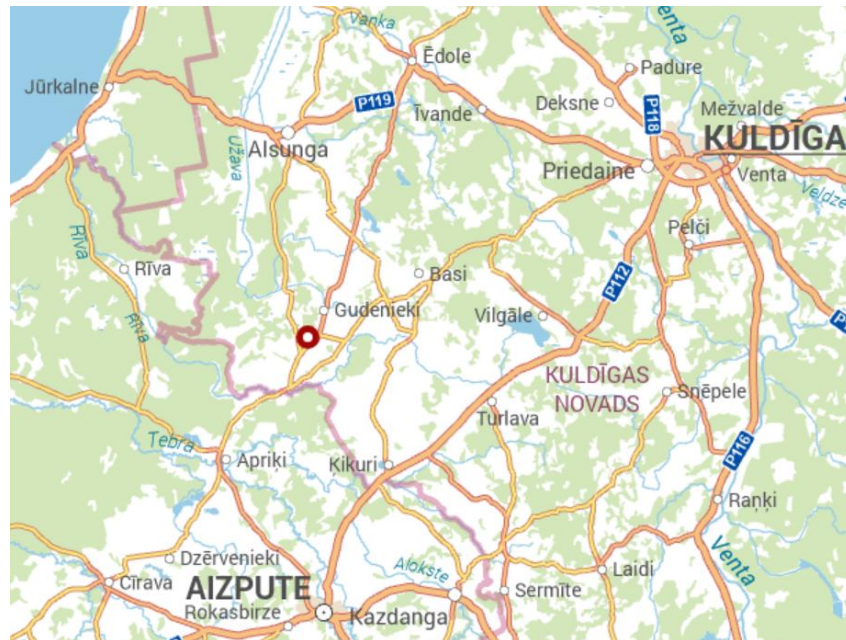 Vanka
Venta
Ēdole
Padure
Jūrkalne
P119
Deksne
Īvande
P118
Mežvalde
KULDĪGA
Užava
Alsunga
Priedaine
Venta
Veldze
Rīva
Pelči
Rīva
Basi
P112
Gudenieki
Vilgāle
Rīva
KULDĪGAS
NOVADS
Snēpele
Turlava
Tebra
Apriķi
Ķikuri
P116
Raņķi
Venta
Dzērvenieki
Alokste
Laidi
Cīrava
AIZPUTE
Sermīte
Rokasbirze
Kazdanga